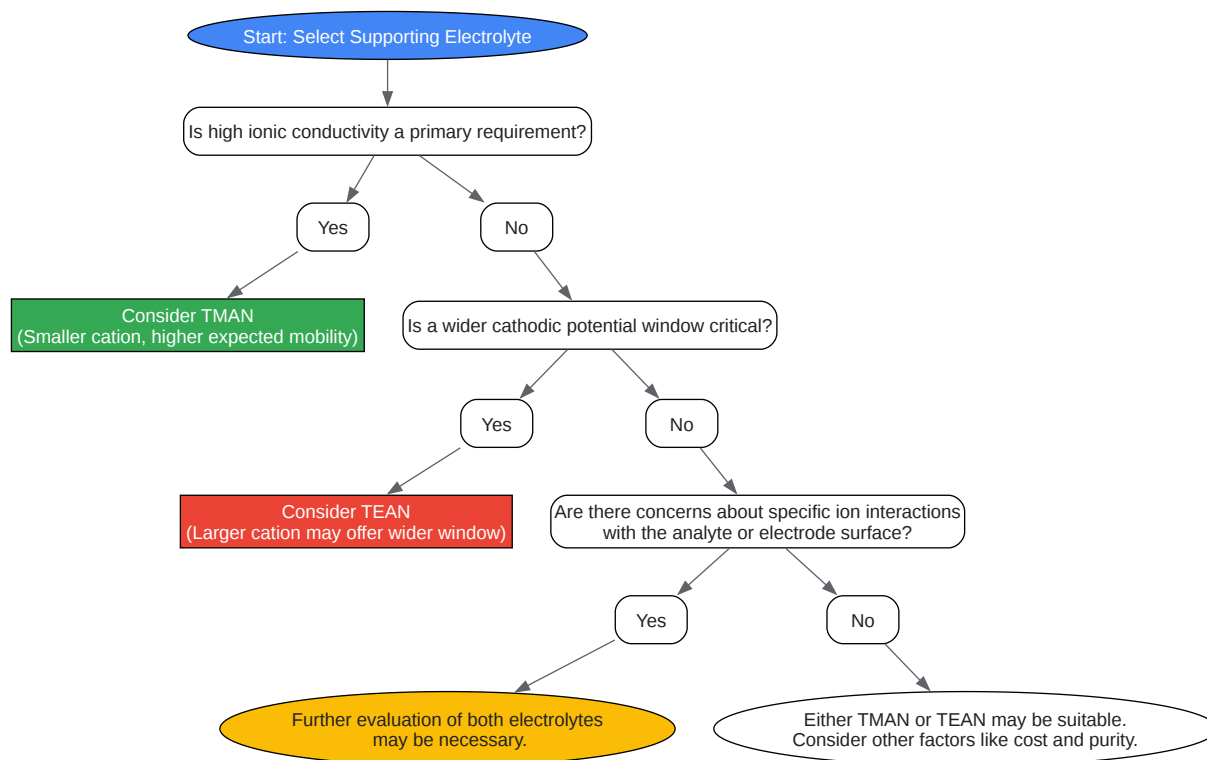 Start: Select Supporting Electrolyte
Is high ionic conductivity a primary requirement?
Yes
No
Consider TMAN
(Smaller cation, higher expected mobility)
Is a wider cathodic potential window critical?
Yes
No
Consider TEAN
(Larger cation may offer wider window)
Are there concerns about specific ion interactions
with the analyte or electrode surface?
Yes
No
Further evaluation of both electrolytes
may be necessary.
Either TMAN or TEAN may be suitable.
Consider other factors like cost and purity.